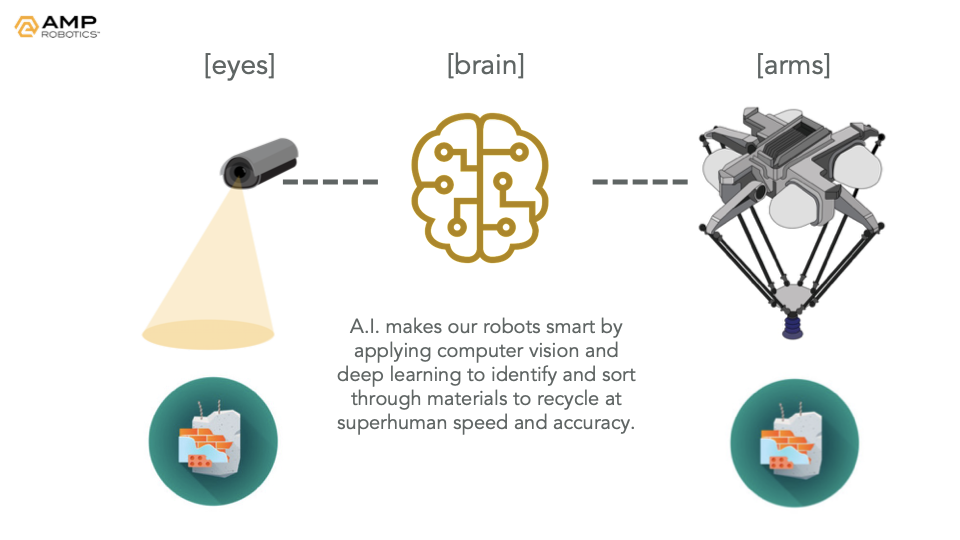 AMP
ROBOTICS™
[eyes]
[brain]
[arms]
A.I. makes our robots smart by
applying computer vision and
deep learning to identify and sort
through materials to recycle at
superhuman speed and accuracy.